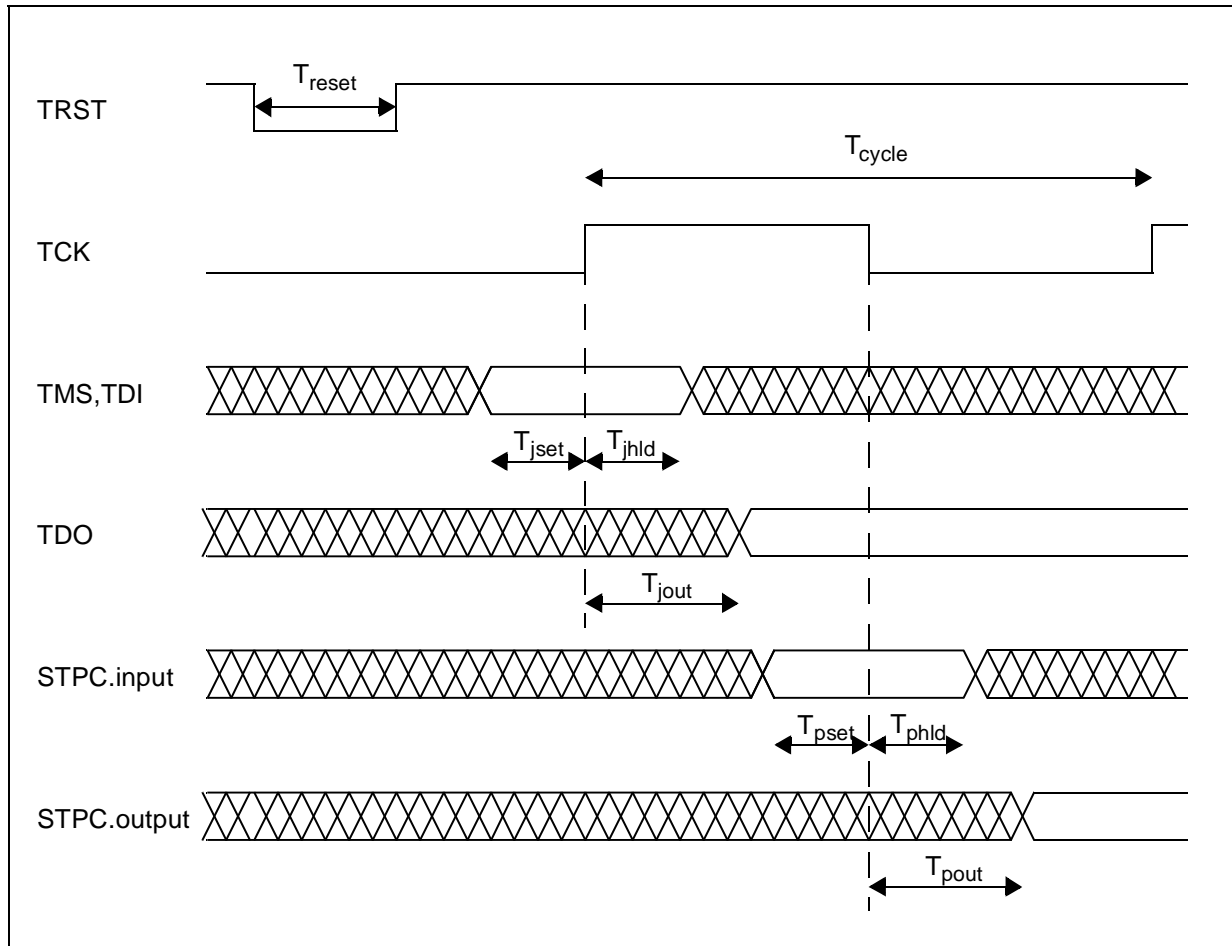 TRST
Treset
Tcycle
TCK
TMS,TDI
Tjset
Tjhld
TDO
Tjout
STPC.input
Tpset
Tphld
STPC.output
Tpout